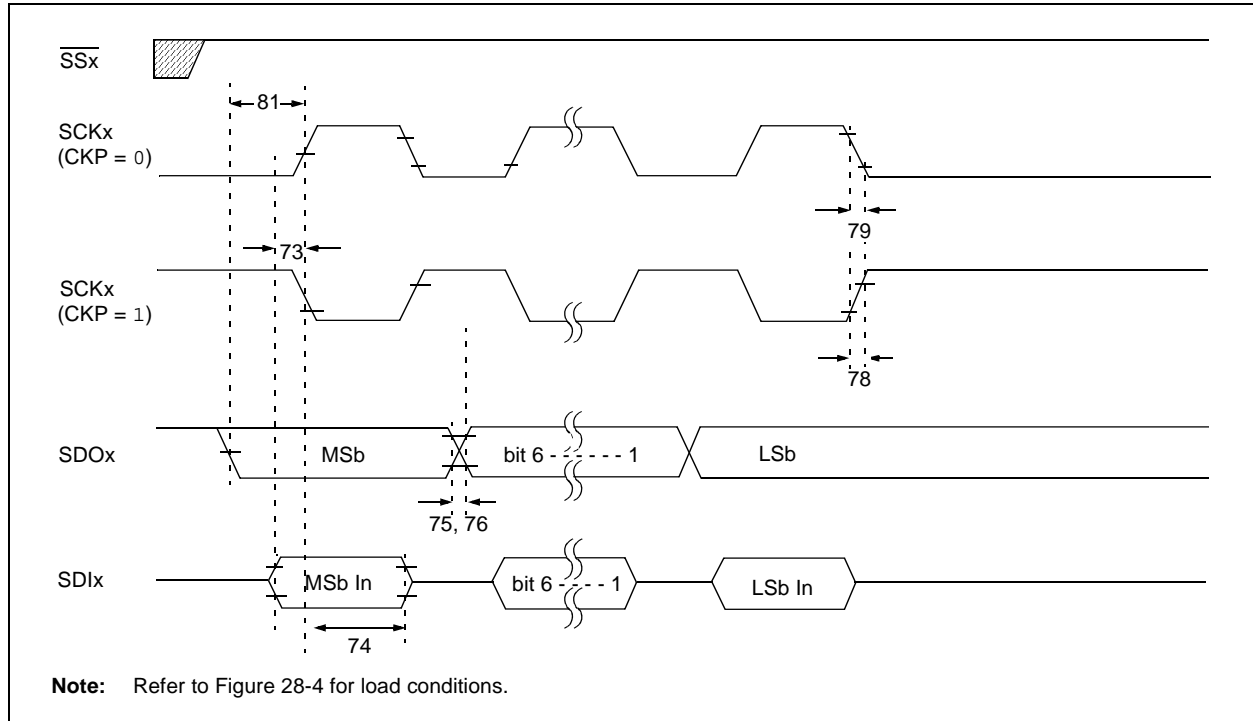 SSx
81
SCKx
(CKP = 0)
79
73
SCKx
(CKP = 1)
78
SDOx
MSb
bit 6 - - - - - - 1
LSb
75, 76
SDIx
MSb In
bit 6 - - - - - 1
LSb In
74
Note: Refer to Figure 28-4 for load conditions.